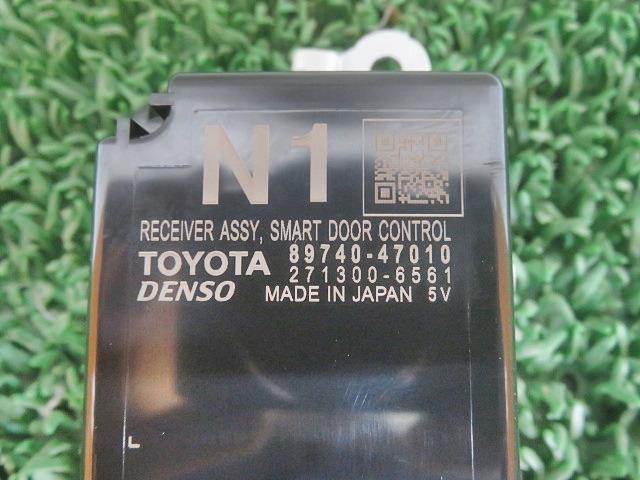 N1
RECEIVER ASSY, SMART DOOR CONTROL
TOYOTA 89740-47010
271300-6561
DENSO MADE IN JAPAN 5V
L